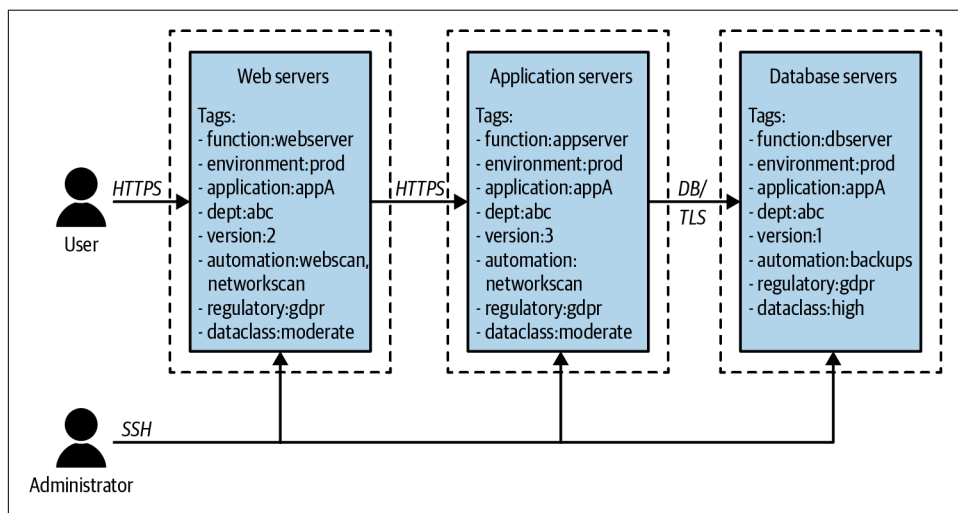 Web servers
Tags:
- function:webserver
- environment:prod
- application:appA
- dept:abc
- version:2
- automation:webscan,
networkscan
- regulatory:gdpr
- dataclass:moderate
Application servers
Tags:
- function:appserver
- environment:prod
- application:appA
- dept:abc
- version:3
- automation:
networkscan
- regulatory:gdpr
- dataclass:moderate
Database servers
Tags:
- function:dbserver
- environment:prod
- application:appA
- dept:abc
- version:1
- automation:backups
- regulatory:gdpr
- dataclass:high
HTTPS
User
HTTPS
DB/
TLS
SSH
Administrator